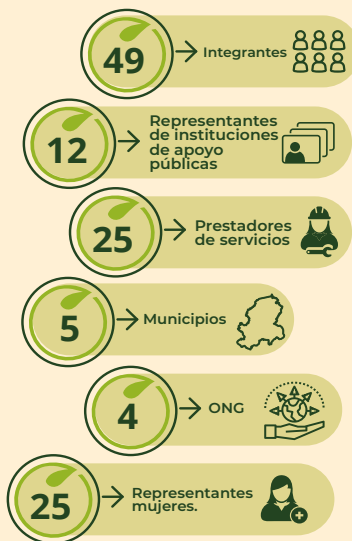 49
Integrantes
12
Representantes
de instituciones
de apoyo
públicas
25
Prestadores
de servicios
5
Municipios
4
ONG
25
Representantes
mujeres.